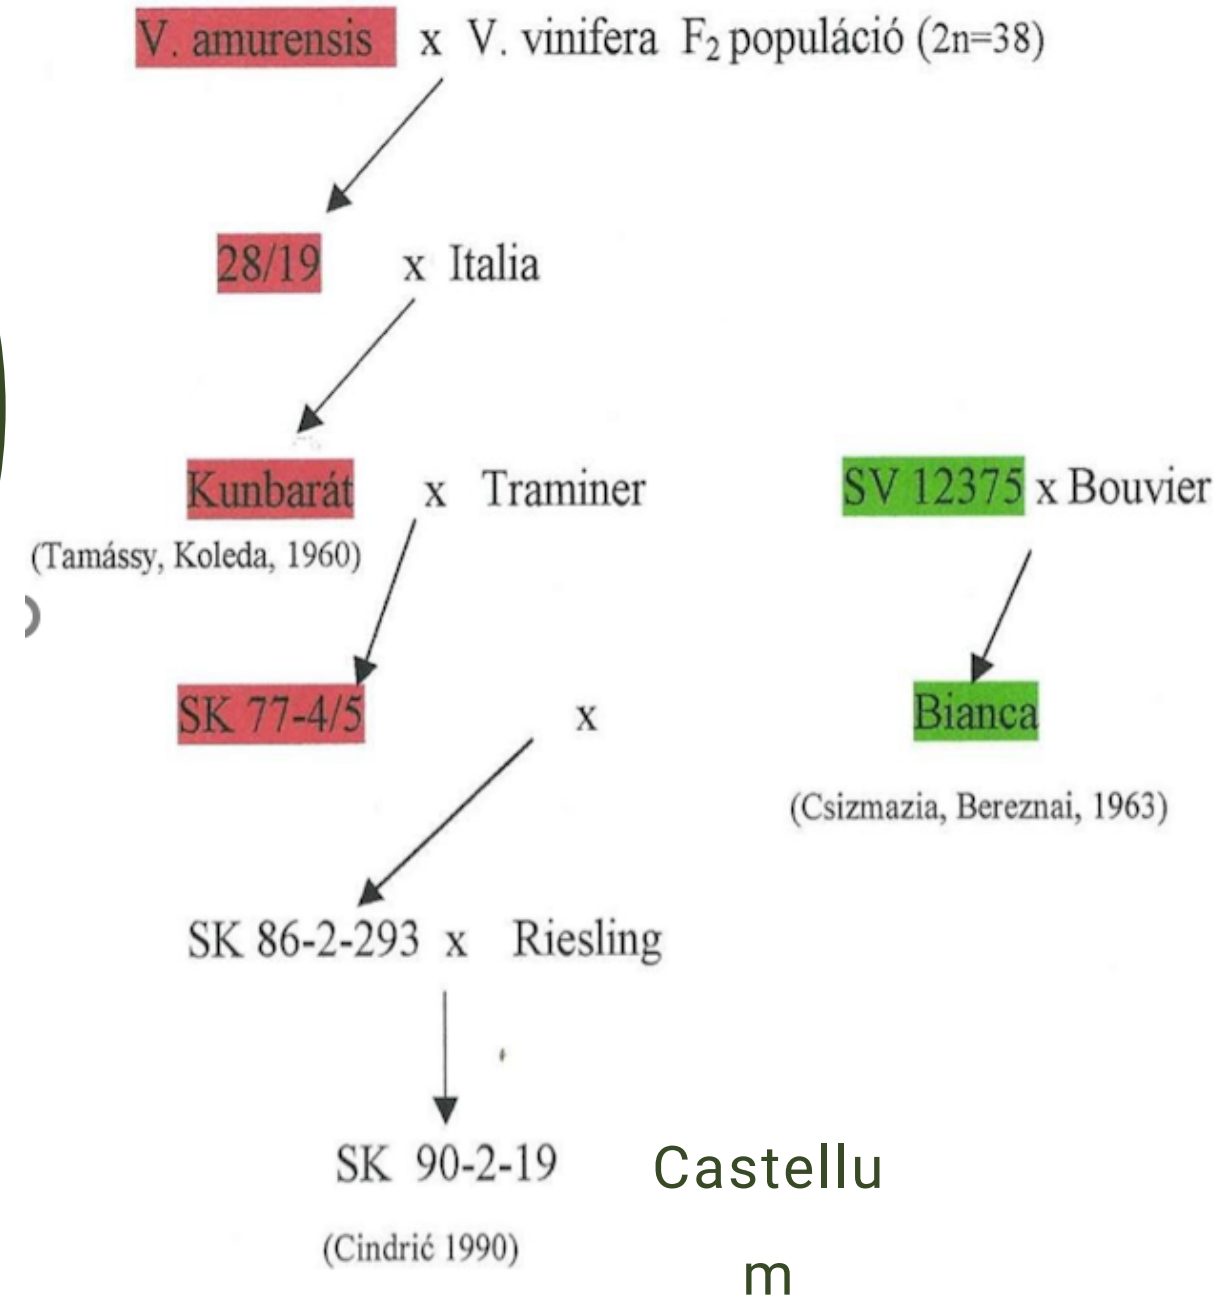 V. amurensis x V. vinifera F₂ populáció (2n=38)
28/19 x Italia
Kunbarát x Traminer
SV 12375 x Bouvier
(Tamássy, Koleda, 1960)
SK 77-4/5 x Bianca
(Csizmazia, Bereznai, 1963)
SK 86-2-293 x Riesling
SK 90-2-19
(Cindrić 1990)
Castellu
m